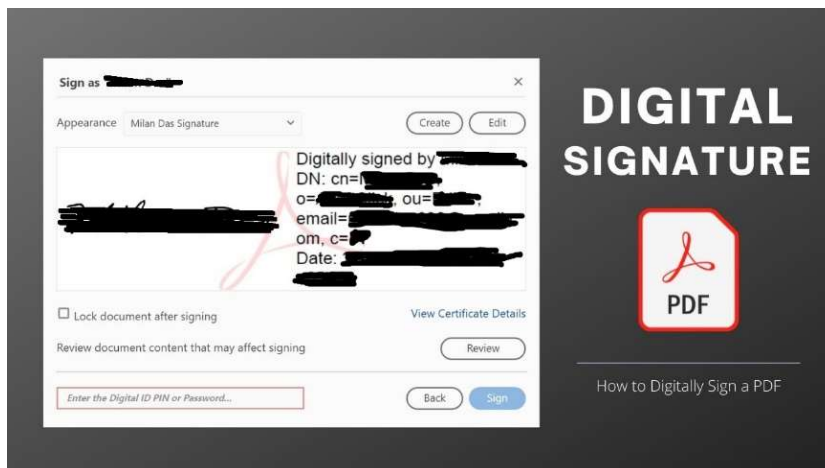 Sign as
Appearance Milan Das Signature
Create Edit
Digitally signed by
DN: cn=
o= , ou= ,
email=
om, c=
Date:
Lock document after signing
View Certificate Details
Review document content that may affect signing
Review
Enter the Digital ID PIN or Password...
Back Sign
DIGITAL
SIGNATURE
PDF
How to Digitally Sign a PDF